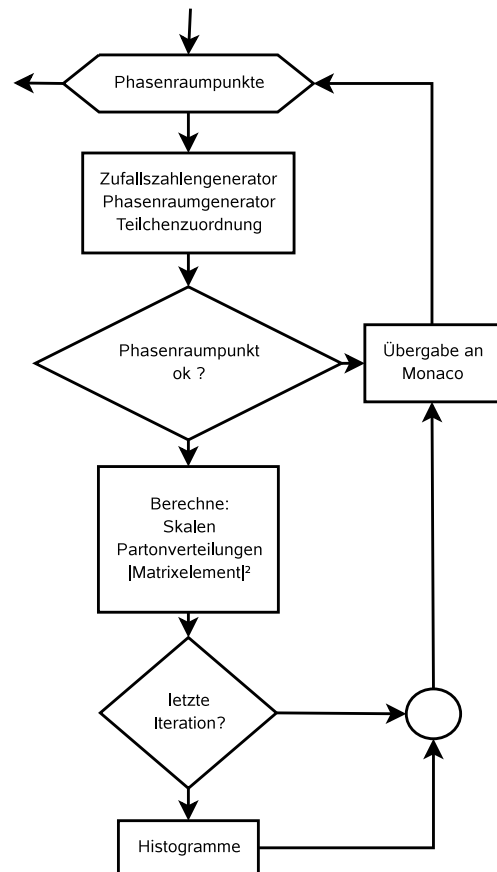 Phasenraumpunkte
Zufallszahlengenerator
Phasenraumgenerator
Teilchenzuordnung
Phasenraumpunkt
ok ?
Übergabe an
Monaco
Berechne:
Skalen
Partonverteilungen
|Matrixelement|²
letzte
Iteration?
Histogramme